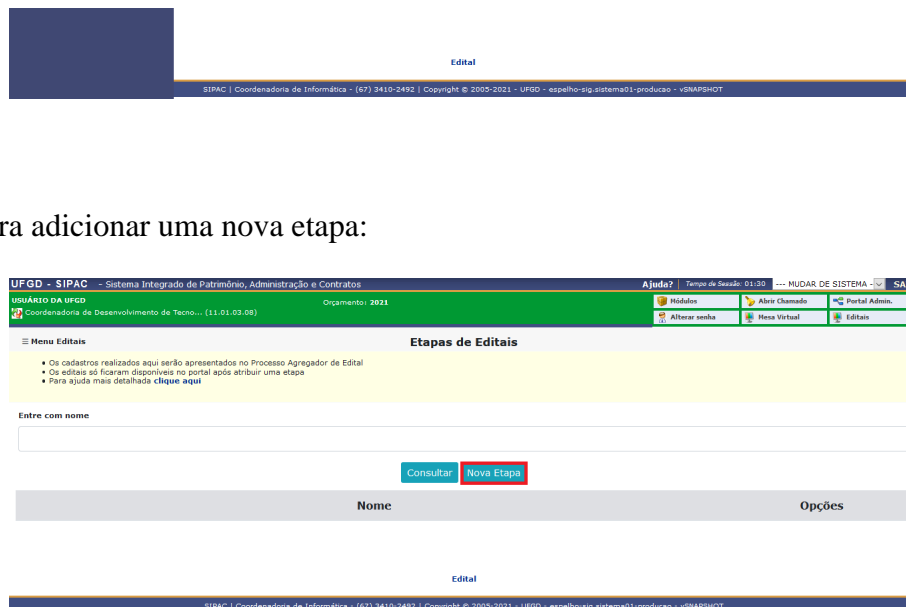 Edital
SIPAC | Coordenadoria de Informática - (67) 3410-2492 | Copyright © 2005-2021 - UFGD - espelho-sig.sistema01-producao - vSNAPSHOT
ra adicionar uma nova etapa:
UFGD - SIPAC - Sistema Integrado de Patrimônio, Administração e Contratos Ajuda? Tempo de Sessão: 01:30 --- MUDAR DE SISTEMA - SA
USUÁRIO DA UFGD Orçamento: 2021 Módulos Abrir Chamado Portal Admin.
Coordenadoria de Desenvolvimento de Tecno... (11.01.03.08) Alterar senha Mesa Virtual Editais
☰ Menu Editais Etapas de Editais
• Os cadastros realizados aqui serão apresentados no Processo Agregador de Edital
• Os editais só ficaram disponíveis no portal após atribuir uma etapa
• Para ajuda mais detalhada clique aqui
Entre com nome
Consultar Nova Etapa
Nome Opções
Edital
SIPAC | Coordenadoria de Informática - (67) 3410-2492 | Copyright © 2005-2021 - UFGD - espelho-sig.sistema01-producao - vSNAPSHOT